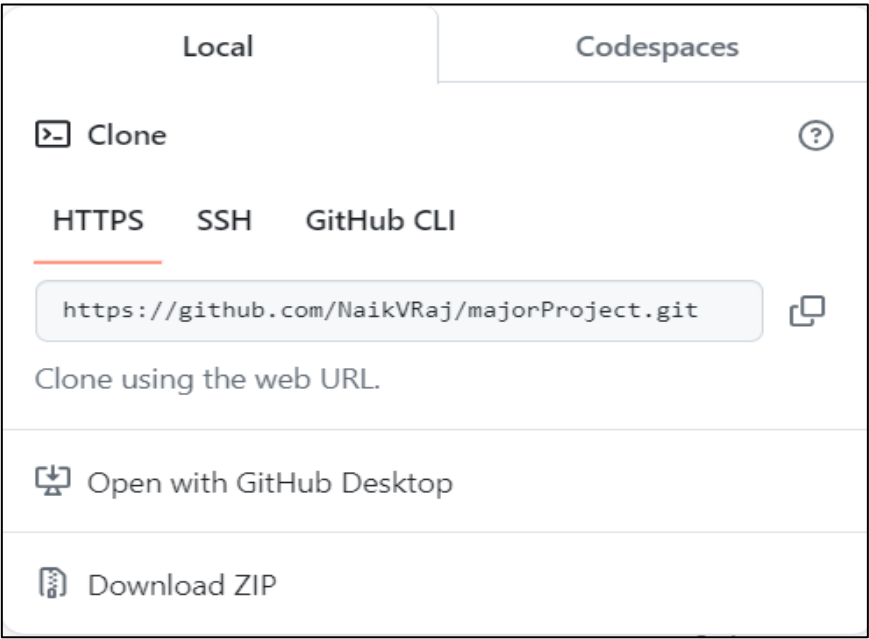 Local Codespaces
Clone
HTTPS SSH GitHub CLI
https://github.com/NaikVRaj/majorProject.git
Clone using the web URL.
Open with GitHub Desktop
Download ZIP